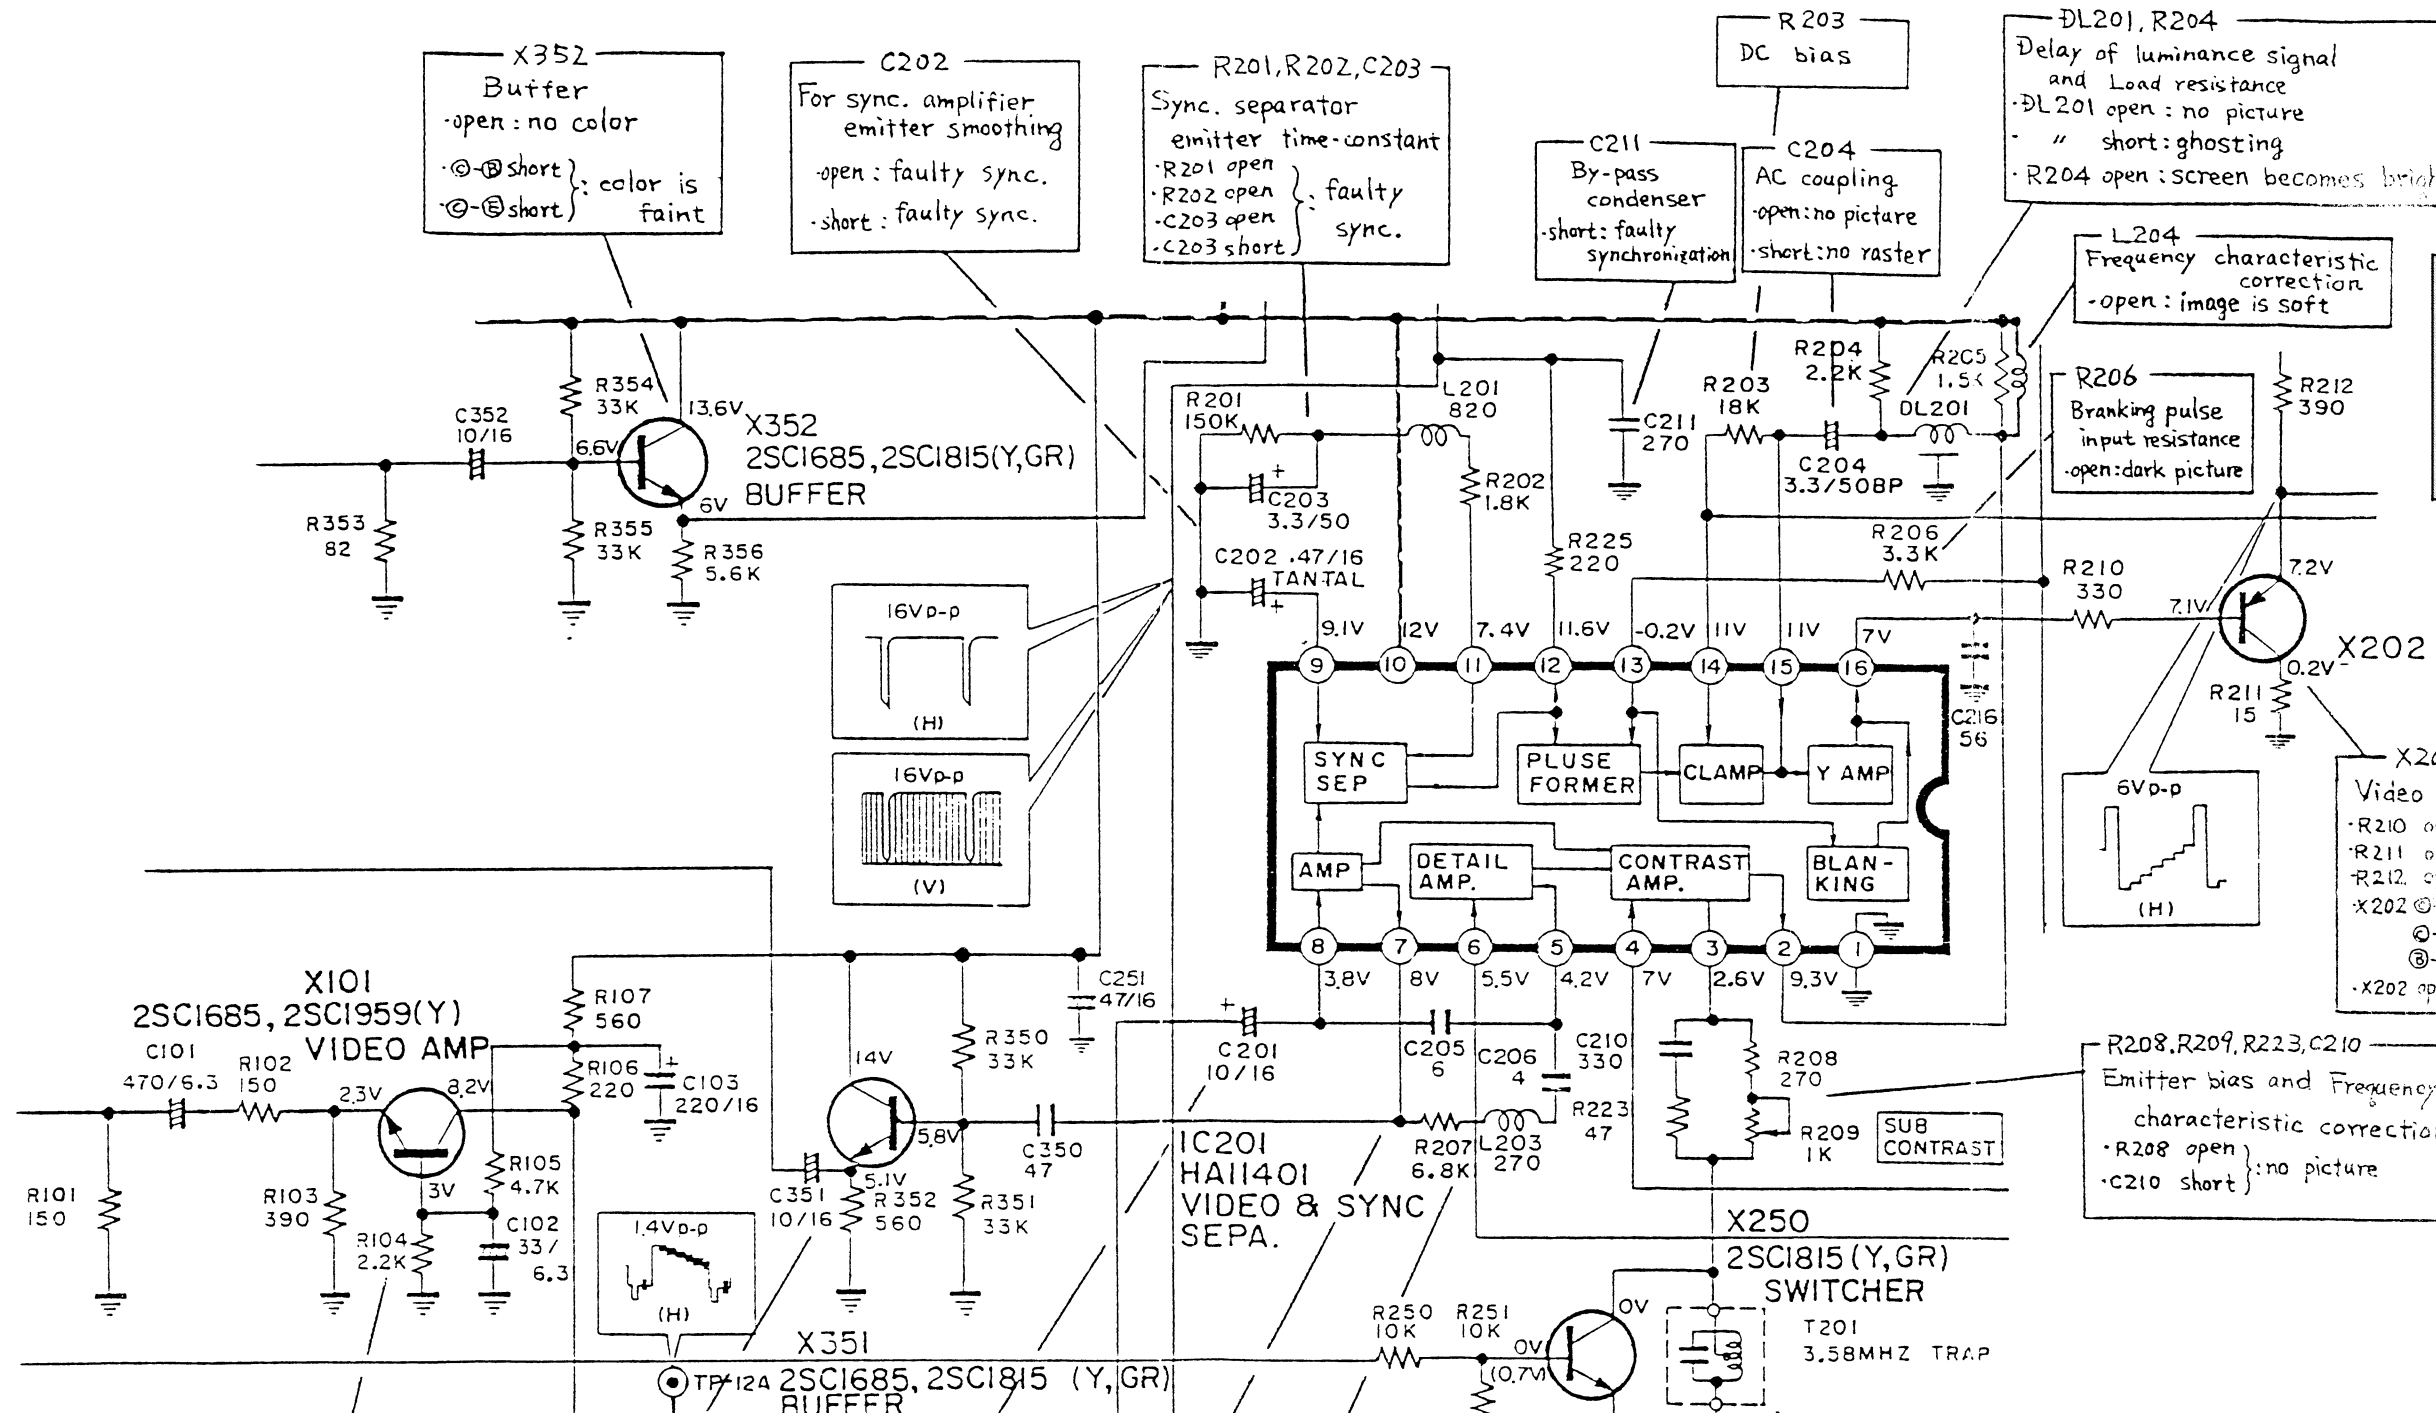 X352
Buffer
·open : no color
·Ⓒ-Ⓑ short
·Ⓒ-Ⓔ short
: color is
faint
C202
For sync. amplifier
emitter smoothing
·open : faulty sync.
·short : faulty sync.
R201, R202, C203
Sync. separator
emitter time-constant
·R201 open
·R202 open
·C203 open
·C203 short
: faulty
sync.
R203
DC bias
C211
By-pass
condenser
·short: faulty
synchronization
C204
AC coupling
·open: no picture
·short: no raster
DL201, R204
Delay of luminance signal
and Load resistance
·DL201 open : no picture
· " short: ghosting
·R204 open : screen becomes
L204
Frequency characteristic
correction
·open : image is soft
R206
Branking pulse
input resistance
·open: dark picture
R354
33K
C352
10/16
6.6V
13.6V
X352
2SC1685, 2SC1815(Y,GR)
BUFFER
6V
R353
82
R355
33K
R356
5.6K
R201
150K
L201
820
C203
3.3/50
+
R202
1.8K
C202 .47/16
TANTAL
+
R225
220
C211
270
R203
18K
R204
2.2K
C204
3.3/50BP
DL201
R205
1.5K
R206
3.3K
R212
390
R210
330
7.1V
7.2V
X202
0.2V
R211
15
C216
56
16Vp-p
(H)
16Vp-p
(V)
6Vp-p
(H)
9.1V
12V
7.4V
11.6V
-0.2V
11V
11V
7V
9
10
11
12
13
14
15
16
SYNC
SEP
PLUSE
FORMER
CLAMP
Y AMP
AMP
DETAIL
AMP.
CONTRAST
AMP.
BLAN-
KING
8
7
6
5
4
3
2
1
3.8V
8V
5.5V
4.2V
7V
2.6V
9.3V
Video
·R210
·R211
·R212
·X202 Ⓒ-
Ⓒ-
Ⓑ-
·X202 op
X101
2SC1685, 2SC1959(Y)
VIDEO AMP
C101
470/6.3
R102
150
2.3V
8.2V
R107
560
R106
220
+
C103
220/16
R101
150
R103
390
3V
R105
4.7K
R104
2.2K
C102
33/
6.3
14V
R350
33K
C251
47/16
5.8V
C350
47
5.1V
C351
10/16
R352
560
R351
33K
1.4Vp-p
(H)
+
C201
10/16
C205
6
C206
4
C210
330
R208
270
R223
47
R209
1K
SUB
CONTRAST
R207
6.8K
L203
270
IC201
HA11401
VIDEO & SYNC
SEPA.
R208, R209, R223, C210
Emitter bias and Frequency
characteristic
·R208 open
·C210 short
: no picture
X250
2SC1815(Y,GR)
SWITCHER
R250
10K
R251
10K
0V
0V
(0.7V)
T201
3.58MHZ TRAP
X351
2SC1685, 2SC1815 (Y,GR)
BUFFER
TP-12A